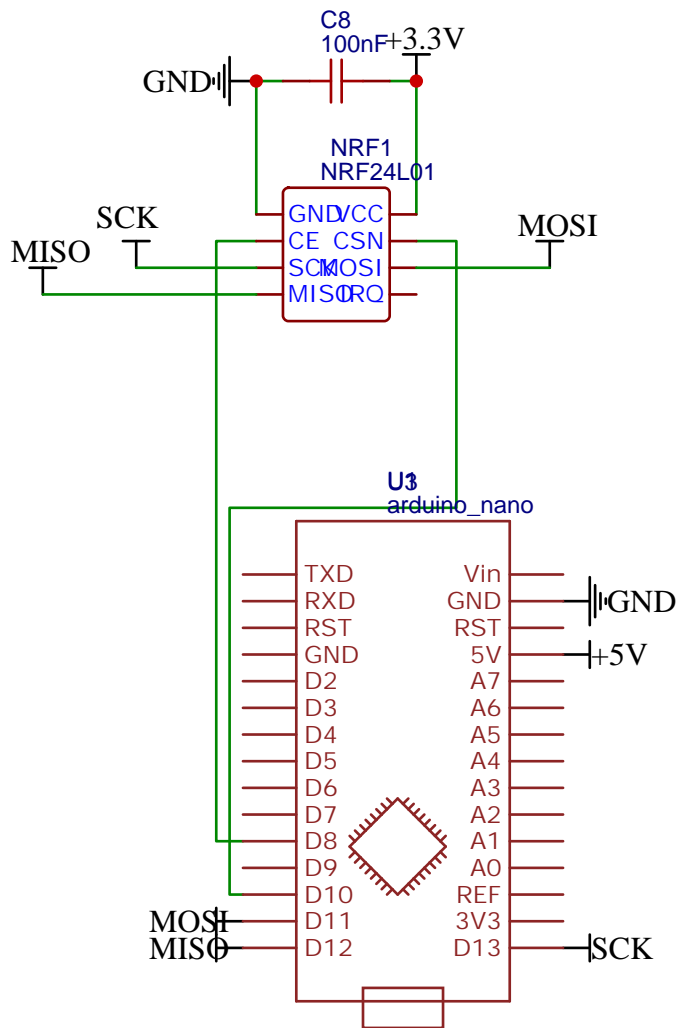 C8
100nF
+3.3V
GND
NRF1
NRF24L01
SCK
MISO
MOSI
GND VCC
CE CSN
SCK MOSI
MISO IRQ
arduino_nano
TXD Vin
RXD GND
RST RST
GND 5V
D2 A7
D3 A6
D4 A5
D5 A4
D6 A3
D7 A2
D8 A1
D9 A0
D10 REF
D11 3V3
D12 D13
GND
+5V
MOSI
MISO
SCK